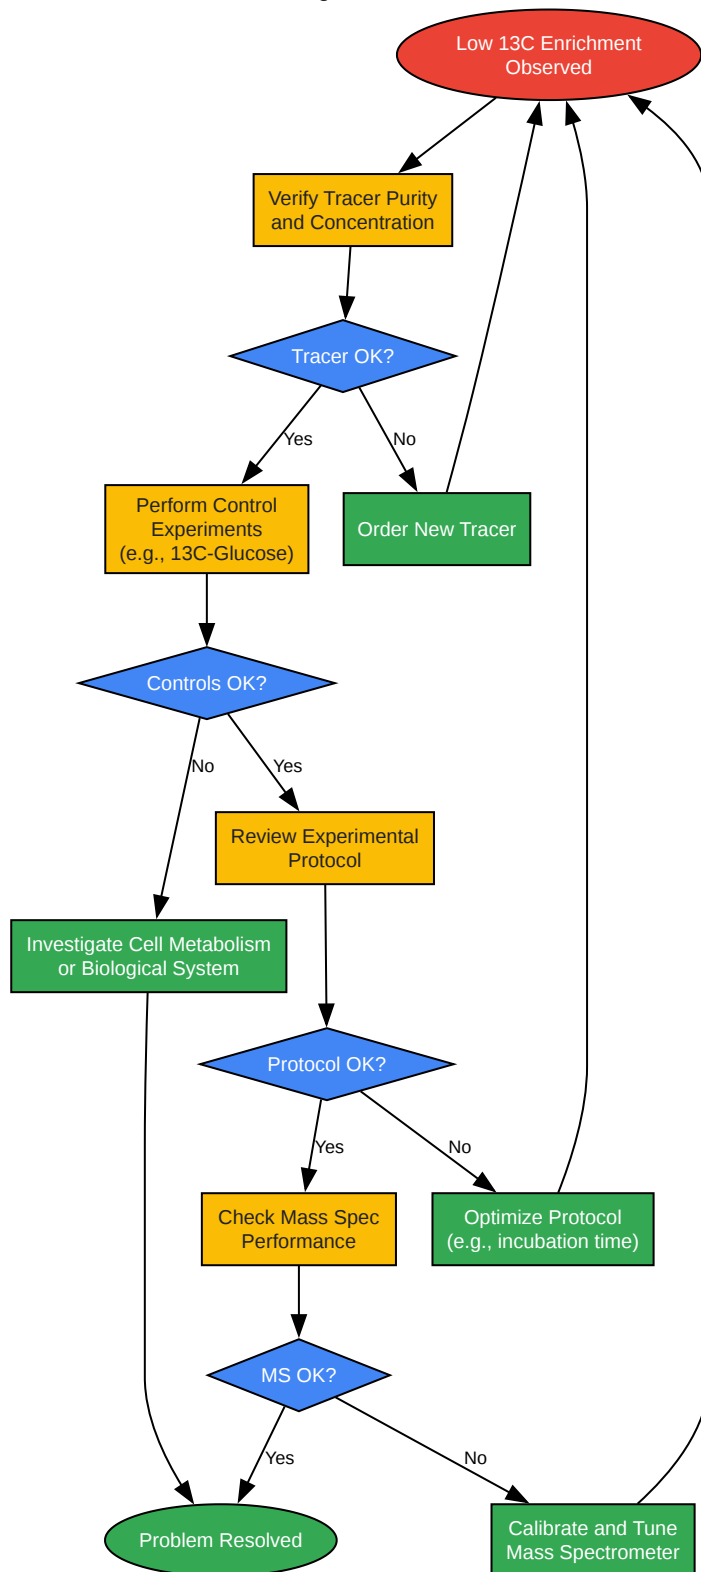 Low 13C Enrichment
Observed
Verify Tracer Purity
and Concentration
Tracer OK?
Yes
No
Perform Control
Experiments
(e.g., 13C-Glucose)
Order New Tracer
Controls OK?
No
Yes
Review Experimental
Protocol
Investigate Cell Metabolism
or Biological System
Protocol OK?
Yes
No
Check Mass Spec
Performance
Optimize Protocol
(e.g., incubation time)
MS OK?
Yes
No
Problem Resolved
Calibrate and Tune
Mass Spectrometer